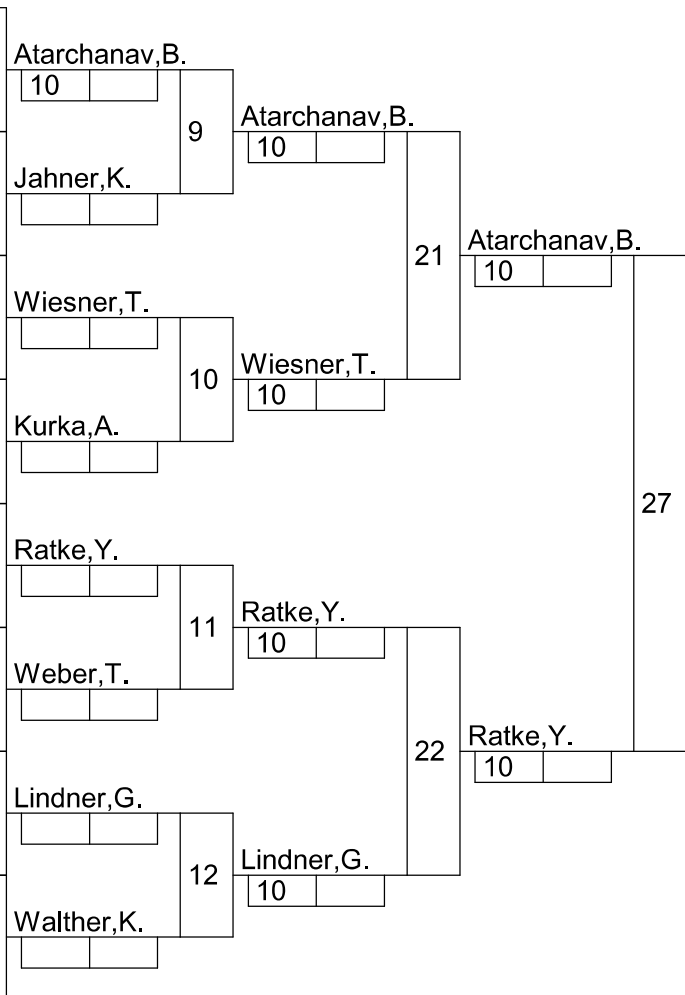 Atarchanav,B.
10
9
Jahner,K.
Atarchanav,B.
10
Wiesner,T.
10
Kurka,A.
Wiesner,T.
10
21
Atarchanav,B.
10
Ratke,Y.
11
Weber,T.
Ratke,Y.
10
Lindner,G.
12
Walther,K.
Lindner,G.
10
22
Ratke,Y.
10
27